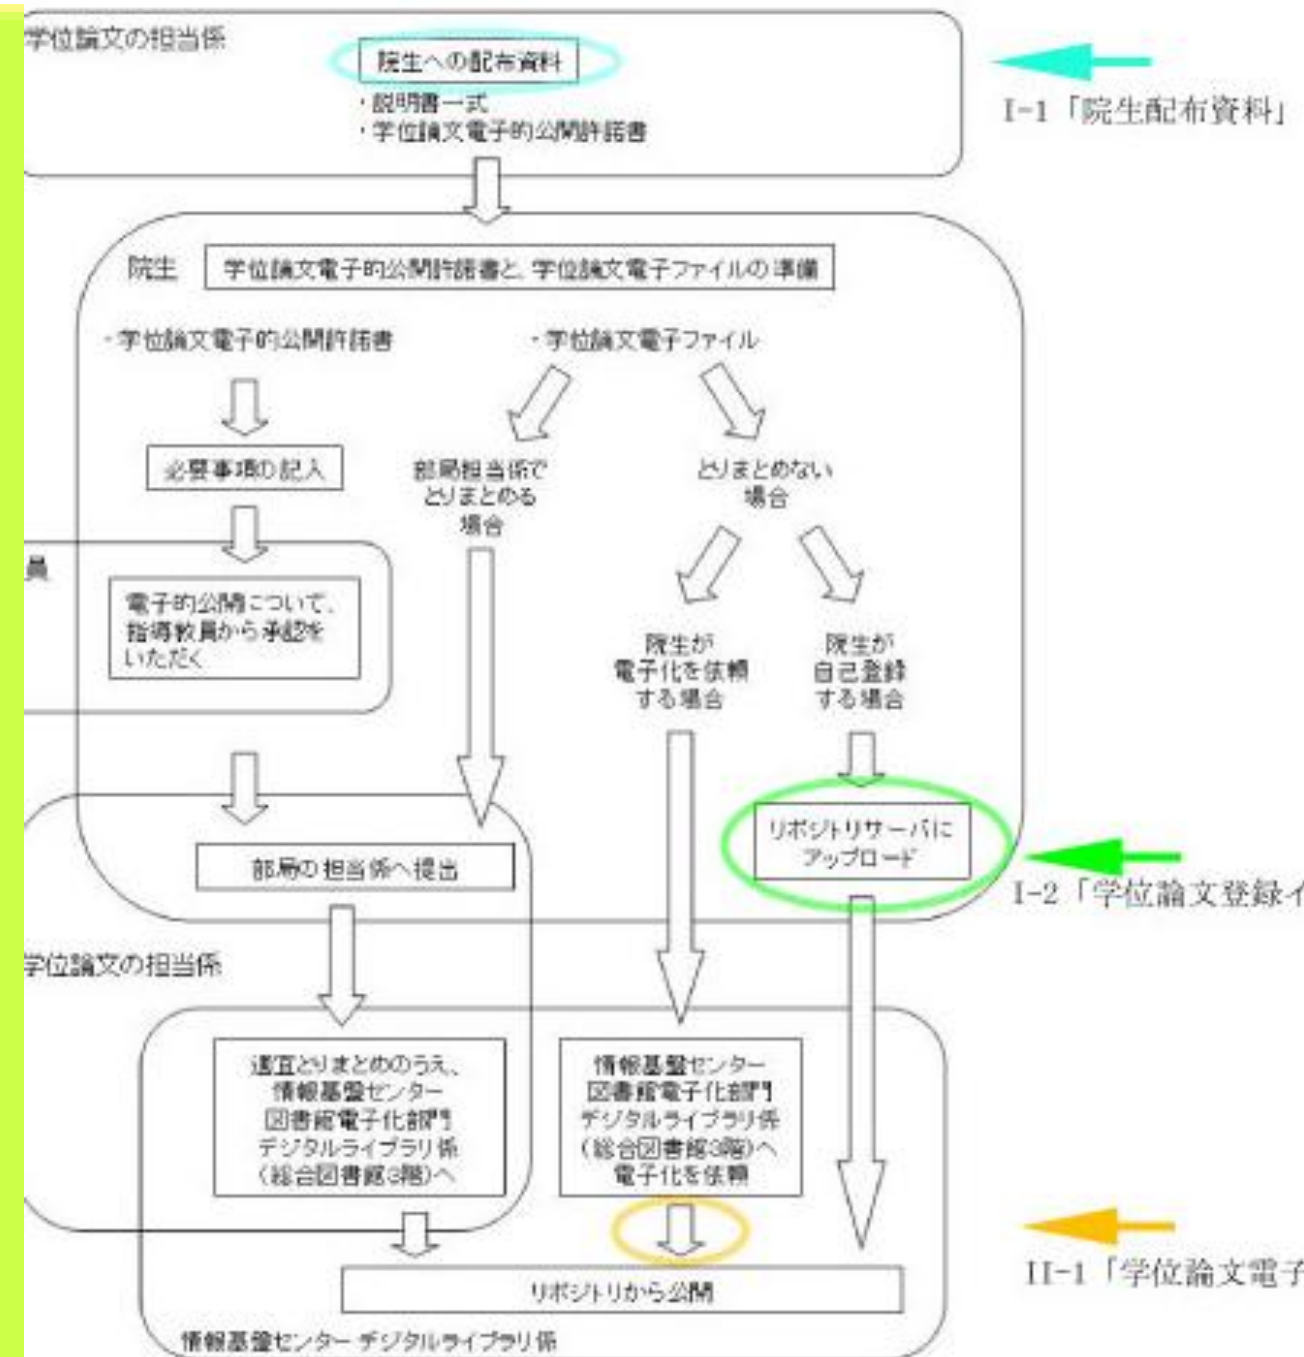 学位論文の担当係
院生への配布資料
・説明書一式
・学位論文電子的公開許諾書
I-1「院生配布資料」
院生
学位論文電子的公開許諾書と、学位論文電子ファイルの準備
・学位論文電子的公開許諾書
・学位論文電子ファイル
必要事項の記入
部局担当係で
とりまとめる
場合
とりまとめない
場合
員
電子的公開について、
指導教員から承認を
いただく
院生が
電子化を依頼
する場合
院生が
自己登録
する場合
リポジトリサーバに
アップロード
部局の担当係へ提出
I-2「学位論文登録イ
学位論文の担当係
適宜とりまとめのうえ、
情報基盤センター
図書館電子化部門
デジタルライブラリ係
(総合図書館3階)へ
情報基盤センター
図書館電子化部門
デジタルライブラリ係
(総合図書館3階)へ
電子化を依頼
II-1「学位論文電子
リポジトリから公開
情報基盤センター デジタルライブラリ係